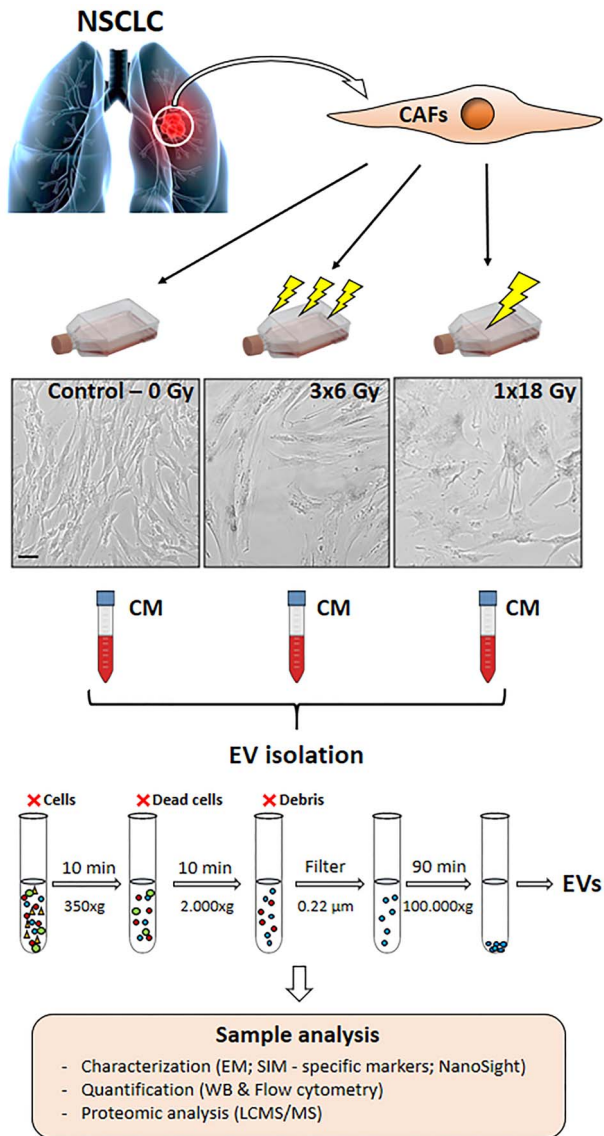 NSCLC
CAFs
Control – 0 Gy
3x6 Gy
1x18 Gy
CM
CM
CM
EV isolation
Cells
Dead cells
Debris
10 min
10 min
Filter
90 min
350xg
2.000xg
0.22 µm
100.000xg
EVs
Sample analysis
- Characterization (EM; SIM - specific markers; NanoSight)
- Quantification (WB & Flow cytometry)
- Proteomic analysis (LCMS/MS)